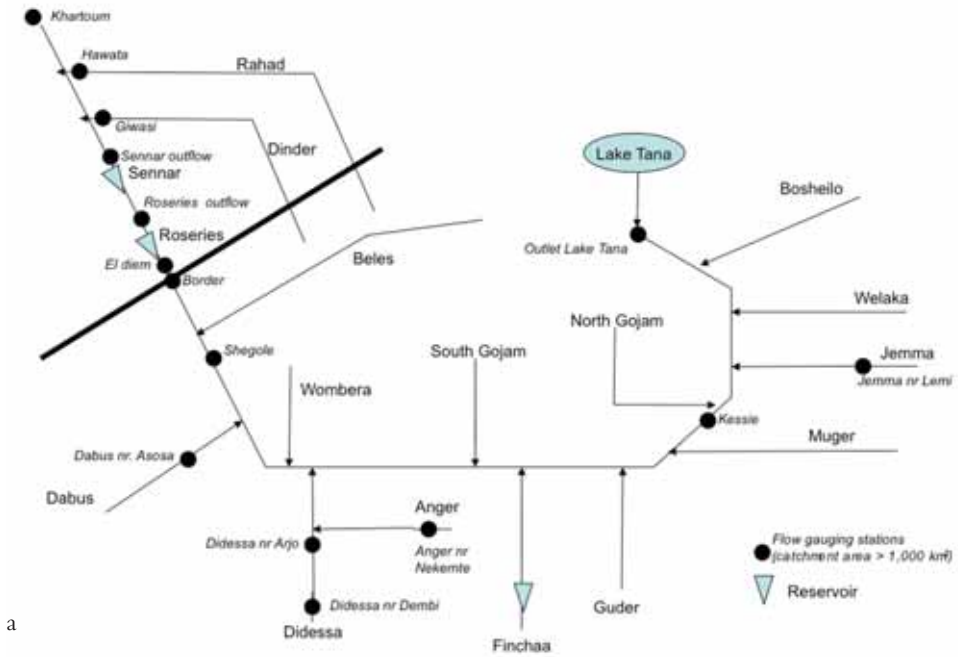 Khartoum
Hawata
Rahad
Giwasi
Dinder
Sennar outflow
Sennar
Roseries outflow
Roseries
El diem
Border
Beles
Lake Tana
Bosheilo
Outlet Lake Tana
Welaka
North Gojam
Shegole
South Gojam
Jemma
Jemma nr Lemi
Wombera
Kessie
Muger
Dabus nr. Asosa
Dabus
Anger
Didessa nr Arjo
Anger nr
Nekemte
Flow gauging stations
(catchment area > 1,000 km²)
Reservoir
Didessa nr Dembi
Guder
Didessa
Finchaa
a